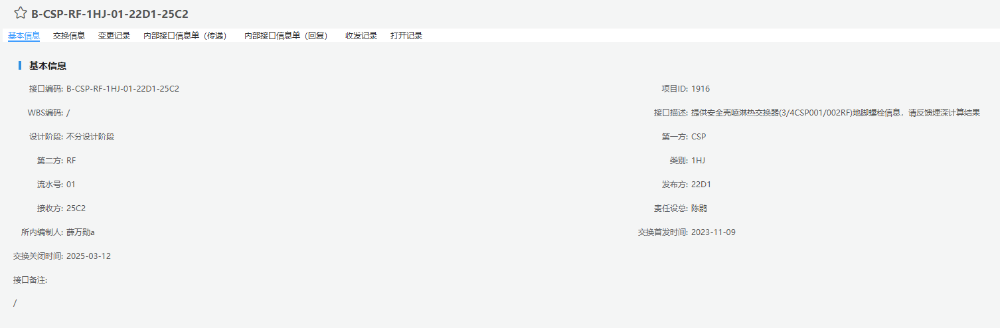 B-CSP-RF-1HJ-01-22D1-25C2
基本信息 交换信息 变更记录 内部接口信息单（传递） 内部接口信息单（回复） 收发记录 打开记录
基本信息
接口编码: B-CSP-RF-1HJ-01-22D1-25C2 项目ID: 1916
WBS编码: / 接口描述: 提供安全壳喷淋热交换器(3/4CSP001/002RF)地脚螺栓信息，请反馈埋深计算结果
设计阶段: 不分设计阶段 第一方: CSP
第二方: RF 类别: 1HJ
流水号: 01 发布方: 22D1
接收方: 25C2 责任设总: 陈鹍
所内编制人: 薛万勋a 交换首发时间: 2023-11-09
交换关闭时间: 2025-03-12
接口备注:
/